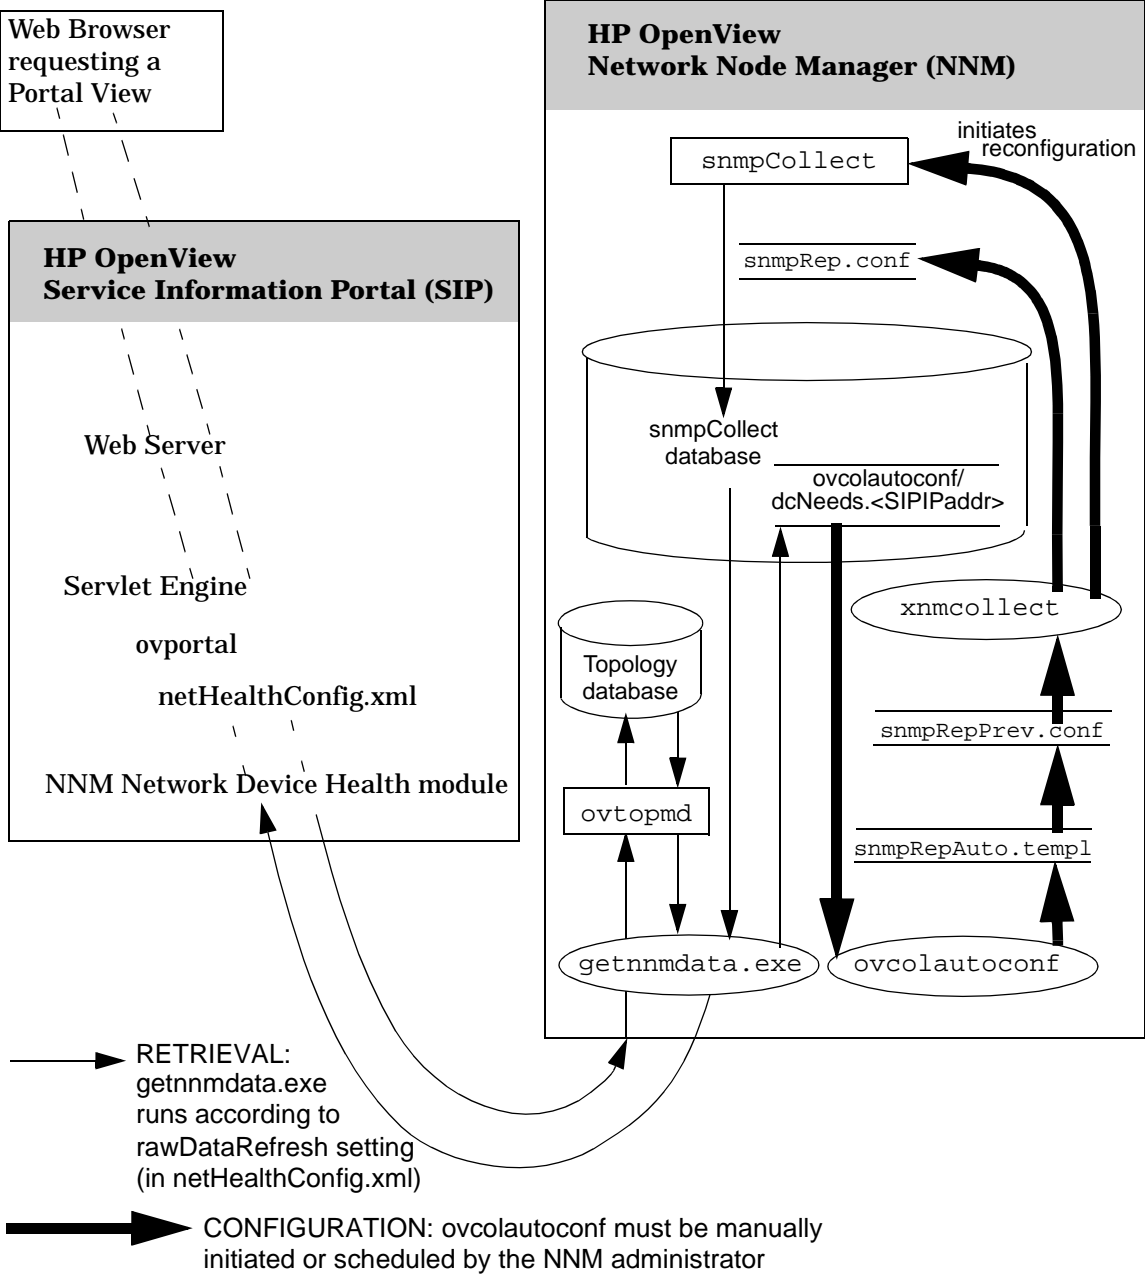 Web Browser
requesting a
Portal View
HP OpenView
Network Node Manager (NNM)
initiates
reconfiguration
snmpCollect
snmpRep.conf
HP OpenView
Service Information Portal (SIP)
snmpCollect
database
Web Server
ovcolautoconf/
dcNeeds.<SIPIPaddr>
Servlet Engine
xnmcollect
ovportal
Topology
database
netHealthConfig.xml
snmpRepPrev.conf
NNM Network Device Health module
ovtopmd
snmpRepAuto.templ
getnnmdata.exe
ovcolautoconf
RETRIEVAL:
getnnmdata.exe
runs according to
rawDataRefresh setting
(in netHealthConfig.xml)
CONFIGURATION: ovcolautoconf must be manually
initiated or scheduled by the NNM administrator